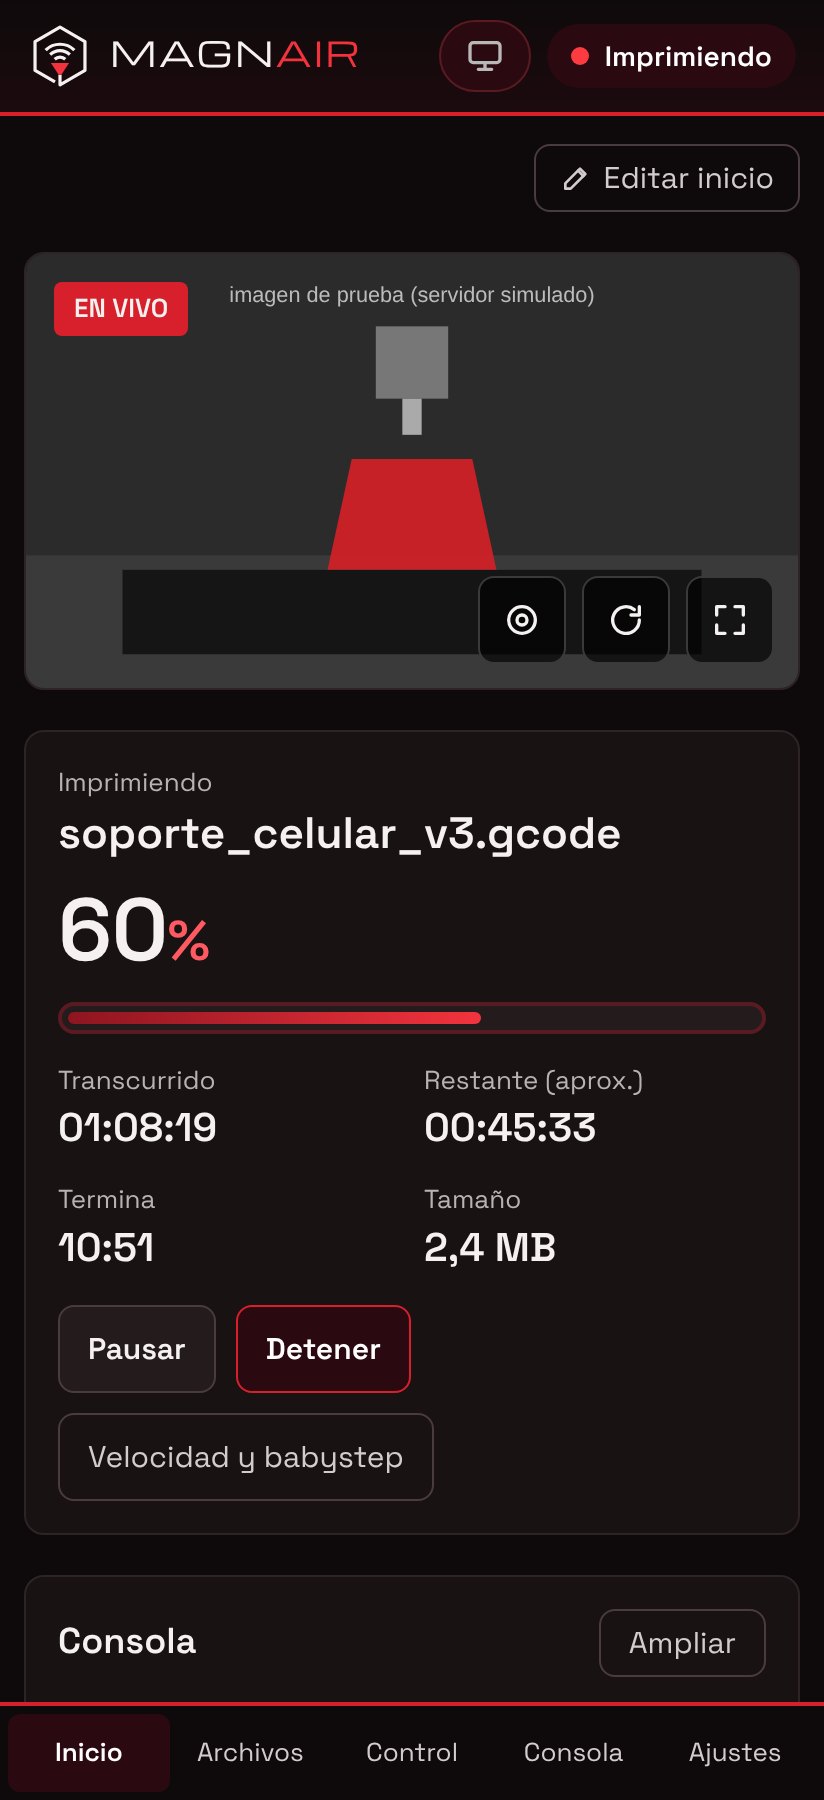 MAGNAIR
Imprimiendo
Editar inicio
EN VIVO
imagen de prueba (servidor simulado)
Imprimiendo
soporte_celular_v3.gcode
60%
Transcurrido
Restante (aprox.)
01:08:19
00:45:33
Termina
Tamaño
10:51
2,4 MB
Pausar
Detener
Velocidad y babystep
Consola
Ampliar
Inicio
Archivos
Control
Consola
Ajustes